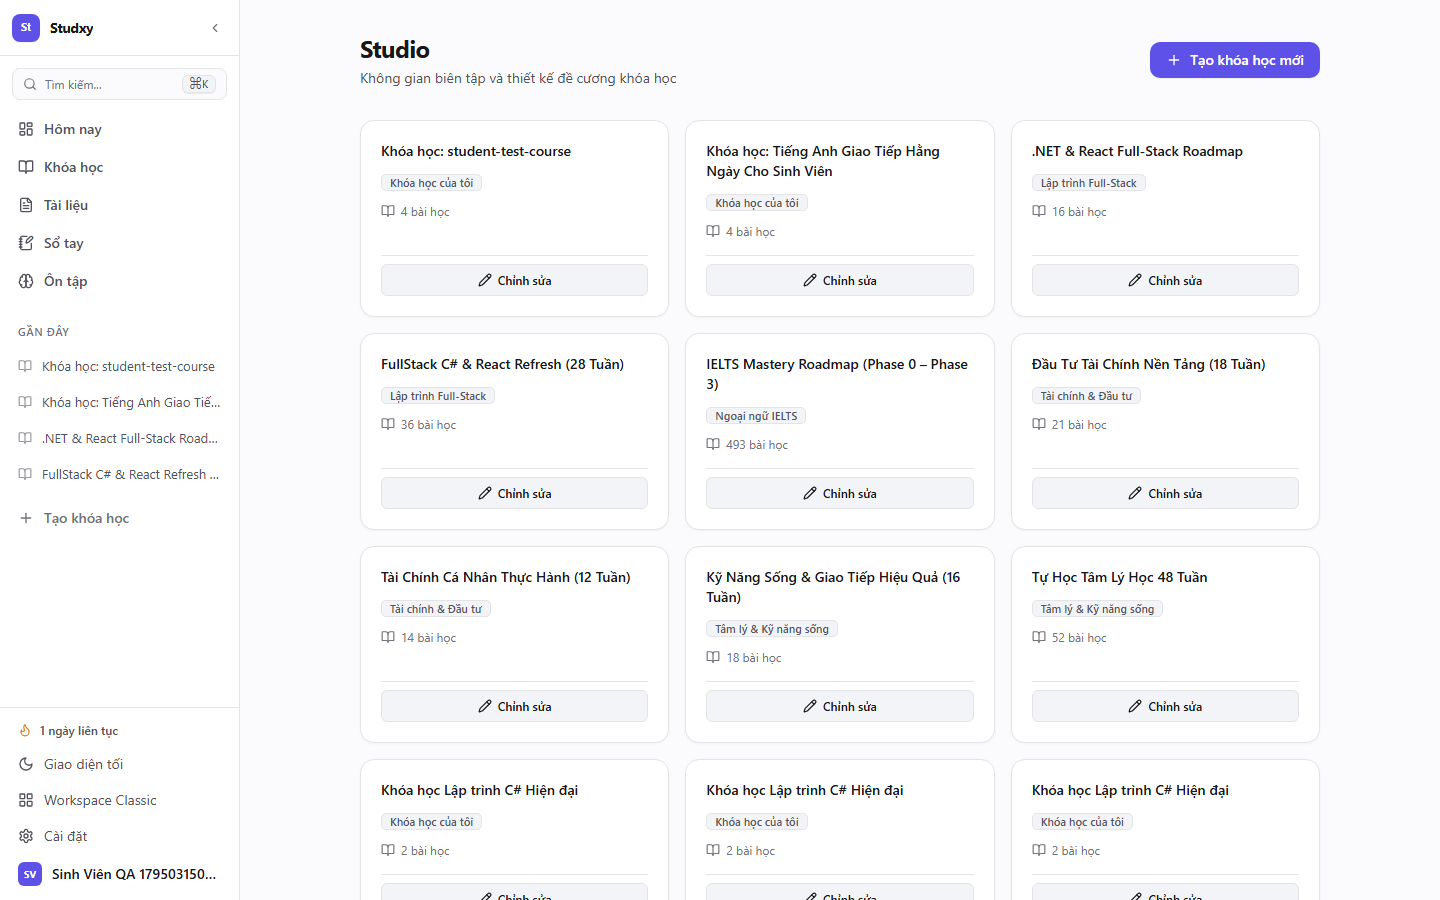 St Studxy
Tìm kiếm... ⌘K
Hôm nay
Khóa học
Tài liệu
Sổ tay
Ôn tập
GẦN ĐÂY
Khóa học: student-test-course
Khóa học: Tiếng Anh Giao Tiế...
.NET & React Full-Stack Road...
FullStack C# & React Refresh ...
Tạo khóa học
1 ngày liên tục
Giao diện tối
Workspace Classic
Cài đặt
SV Sinh Viên QA 179503150...
Studio
Không gian biên tập và thiết kế đề cương khóa học
Tạo khóa học mới
Khóa học: student-test-course
Khóa học của tôi
4 bài học
Chỉnh sửa
Khóa học: Tiếng Anh Giao Tiếp Hằng
Ngày Cho Sinh Viên
Khóa học của tôi
4 bài học
Chỉnh sửa
.NET & React Full-Stack Roadmap
Lập trình Full-Stack
16 bài học
Chỉnh sửa
FullStack C# & React Refresh (28 Tuần)
Lập trình Full-Stack
36 bài học
Chỉnh sửa
IELTS Mastery Roadmap (Phase 0 – Phase
3)
Ngoại ngữ IELTS
493 bài học
Chỉnh sửa
Đầu Tư Tài Chính Nền Tảng (18 Tuần)
Tài chính & Đầu tư
21 bài học
Chỉnh sửa
Tài Chính Cá Nhân Thực Hành (12 Tuần)
Tài chính & Đầu tư
14 bài học
Chỉnh sửa
Kỹ Năng Sống & Giao Tiếp Hiệu Quả (16
Tuần)
Tâm lý & Kỹ năng sống
18 bài học
Chỉnh sửa
Tự Học Tâm Lý Học 48 Tuần
Tâm lý & Kỹ năng sống
52 bài học
Chỉnh sửa
Khóa học Lập trình C# Hiện đại
Khóa học của tôi
2 bài học
Chỉnh sửa
Khóa học Lập trình C# Hiện đại
Khóa học của tôi
2 bài học
Chỉnh sửa
Khóa học Lập trình C# Hiện đại
Khóa học của tôi
2 bài học
Chỉnh sửa